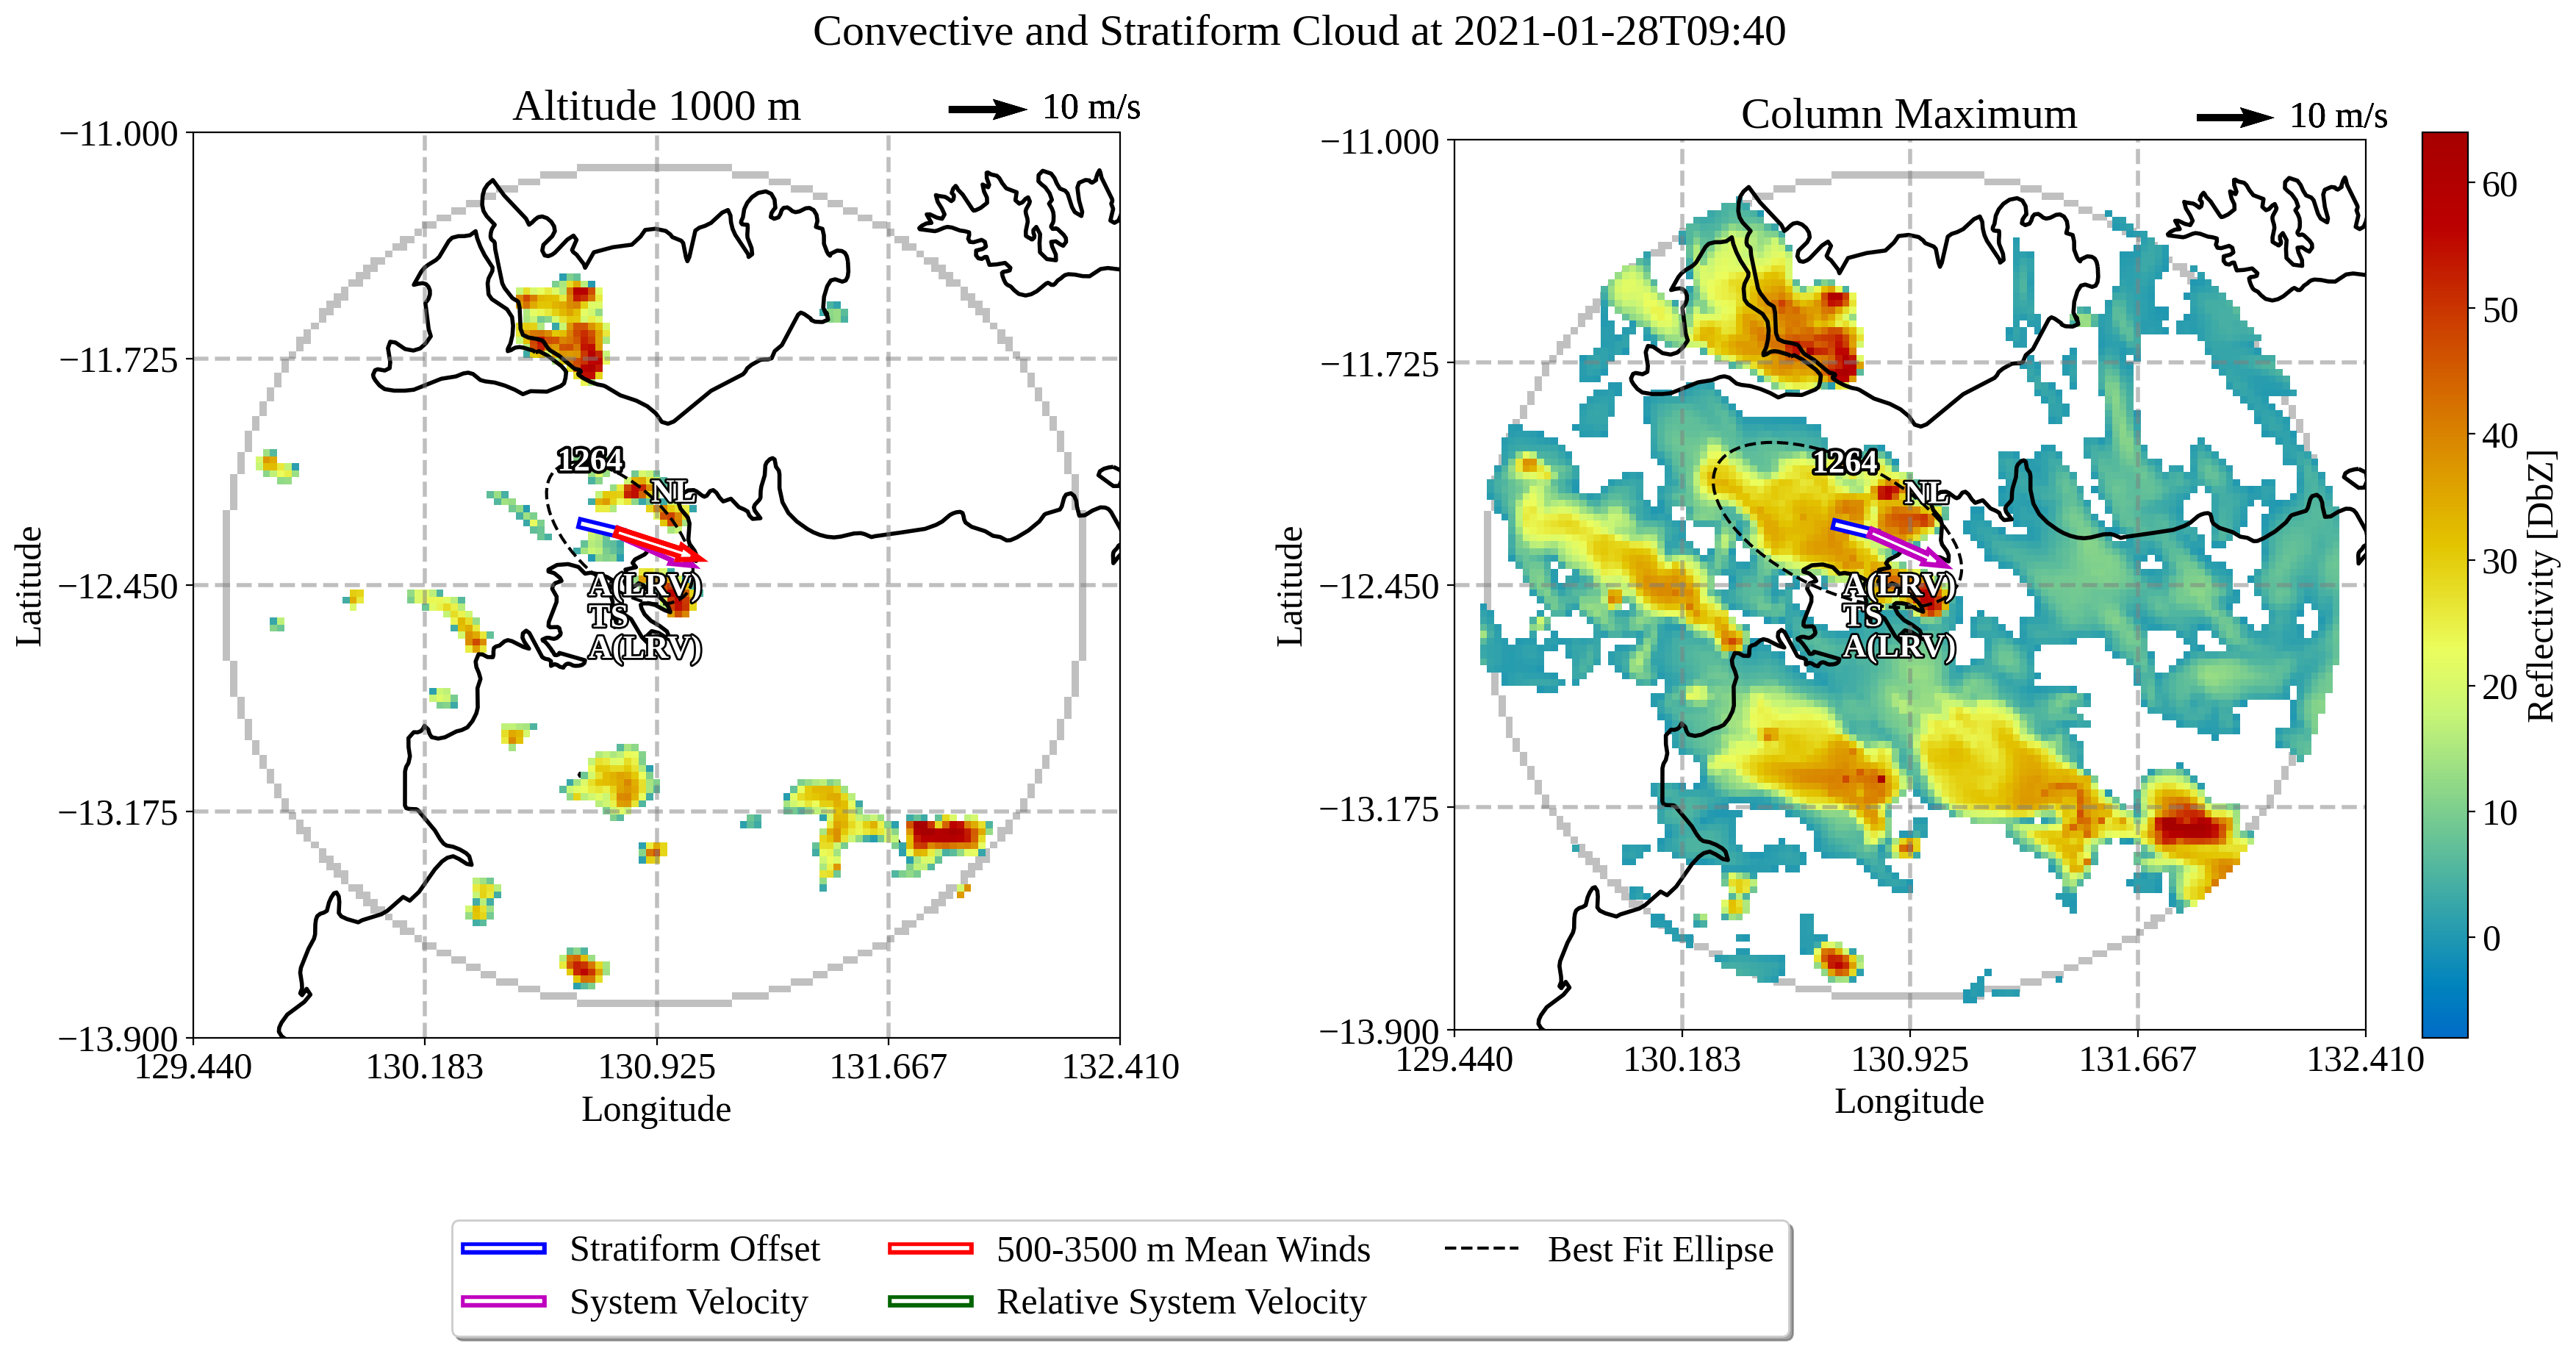 Convective and Stratiform Cloud at 2021-01-28T09:40
Altitude 1000 m
10 m/s
−11.000
−11.725
−12.450
−13.175
−13.900
Latitude
129.440
130.183
130.925
131.667
132.410
Longitude
1264
NL
A(LRV)
TS
A(LRV)
Column Maximum
10 m/s
−11.000
−11.725
−12.450
−13.175
−13.900
Latitude
129.440
130.183
130.925
131.667
132.410
Longitude
1264
NL
A(LRV)
TS
A(LRV)
60
50
40
30
20
10
0
Reflectivity [DbZ]
Stratiform Offset
System Velocity
500-3500 m Mean Winds
Relative System Velocity
Best Fit Ellipse